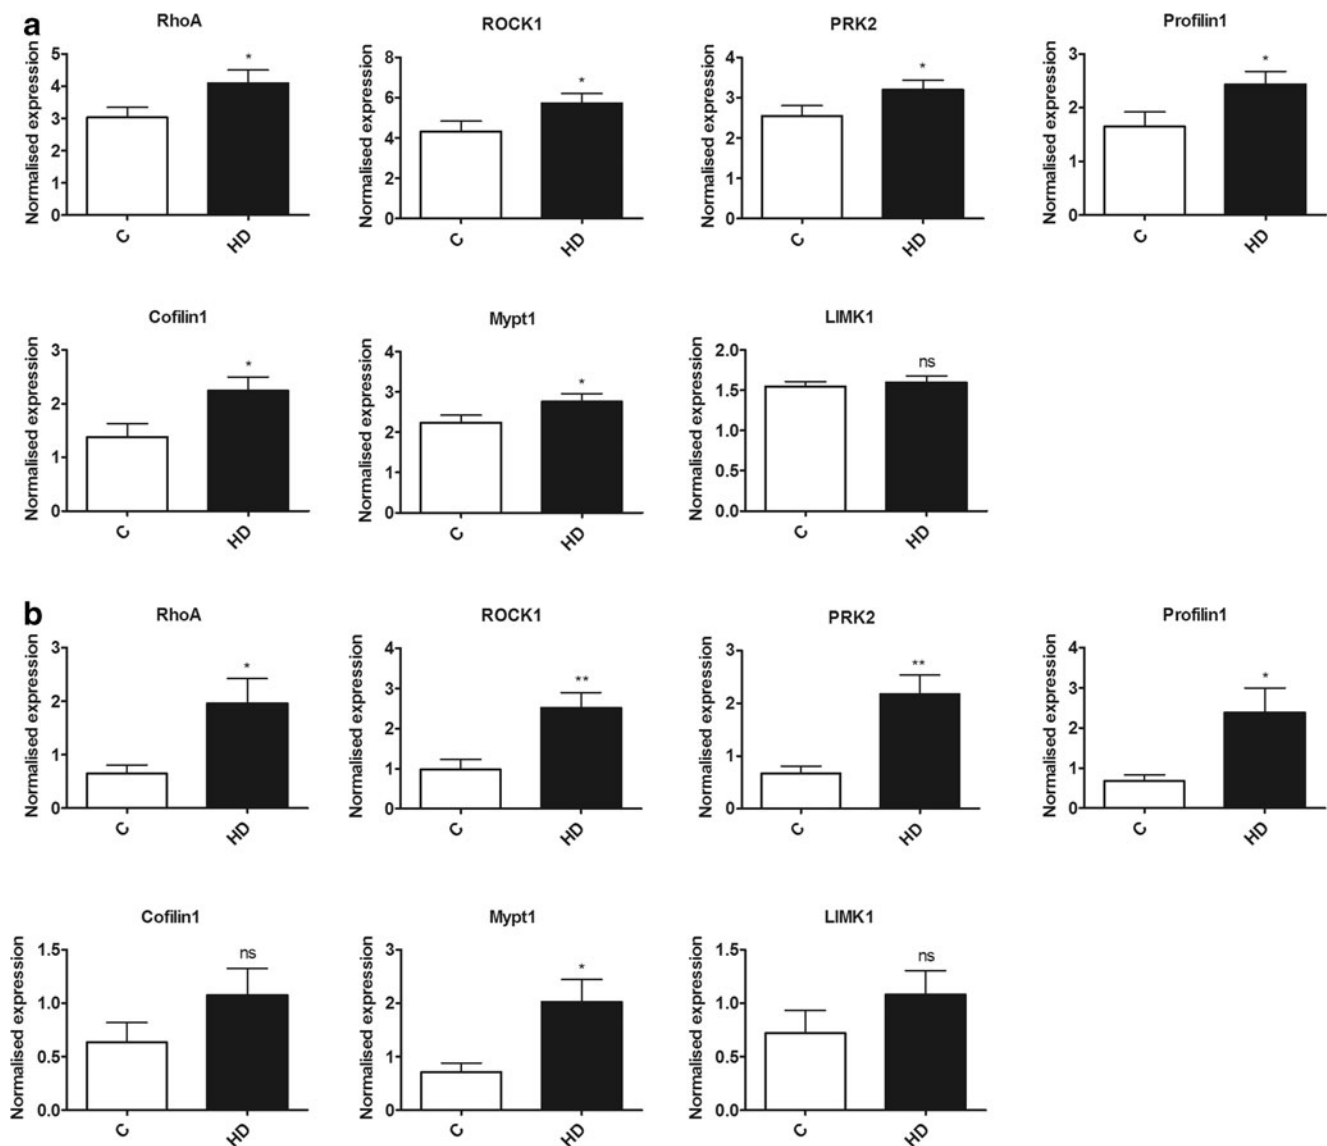 a
RhoA
Normalised expression
5
4
3
2
1
0
*
C
HD
ROCK1
Normalised expression
8
6
4
2
0
*
C
HD
PRK2
Normalised expression
4
3
2
1
0
*
C
HD
Profilin1
Normalised expression
3
2
1
0
*
C
HD
Cofilin1
Normalised expression
3
2
1
0
*
C
HD
Mypt1
Normalised expression
4
3
2
1
0
*
C
HD
LIMK1
Normalised expression
2.0
1.5
1.0
0.5
0.0
ns
C
HD
b
RhoA
Normalised expression
3
2
1
0
*
C
HD
ROCK1
Normalised expression
4
3
2
1
0
**
C
HD
PRK2
Normalised expression
3
2
1
0
**
C
HD
Profilin1
Normalised expression
4
3
2
1
0
*
C
HD
Cofilin1
Normalised expression
1.5
1.0
0.5
0.0
ns
C
HD
Mypt1
Normalised expression
3
2
1
0
*
C
HD
LIMK1
Normalised expression
1.5
1.0
0.5
0.0
ns
C
HD